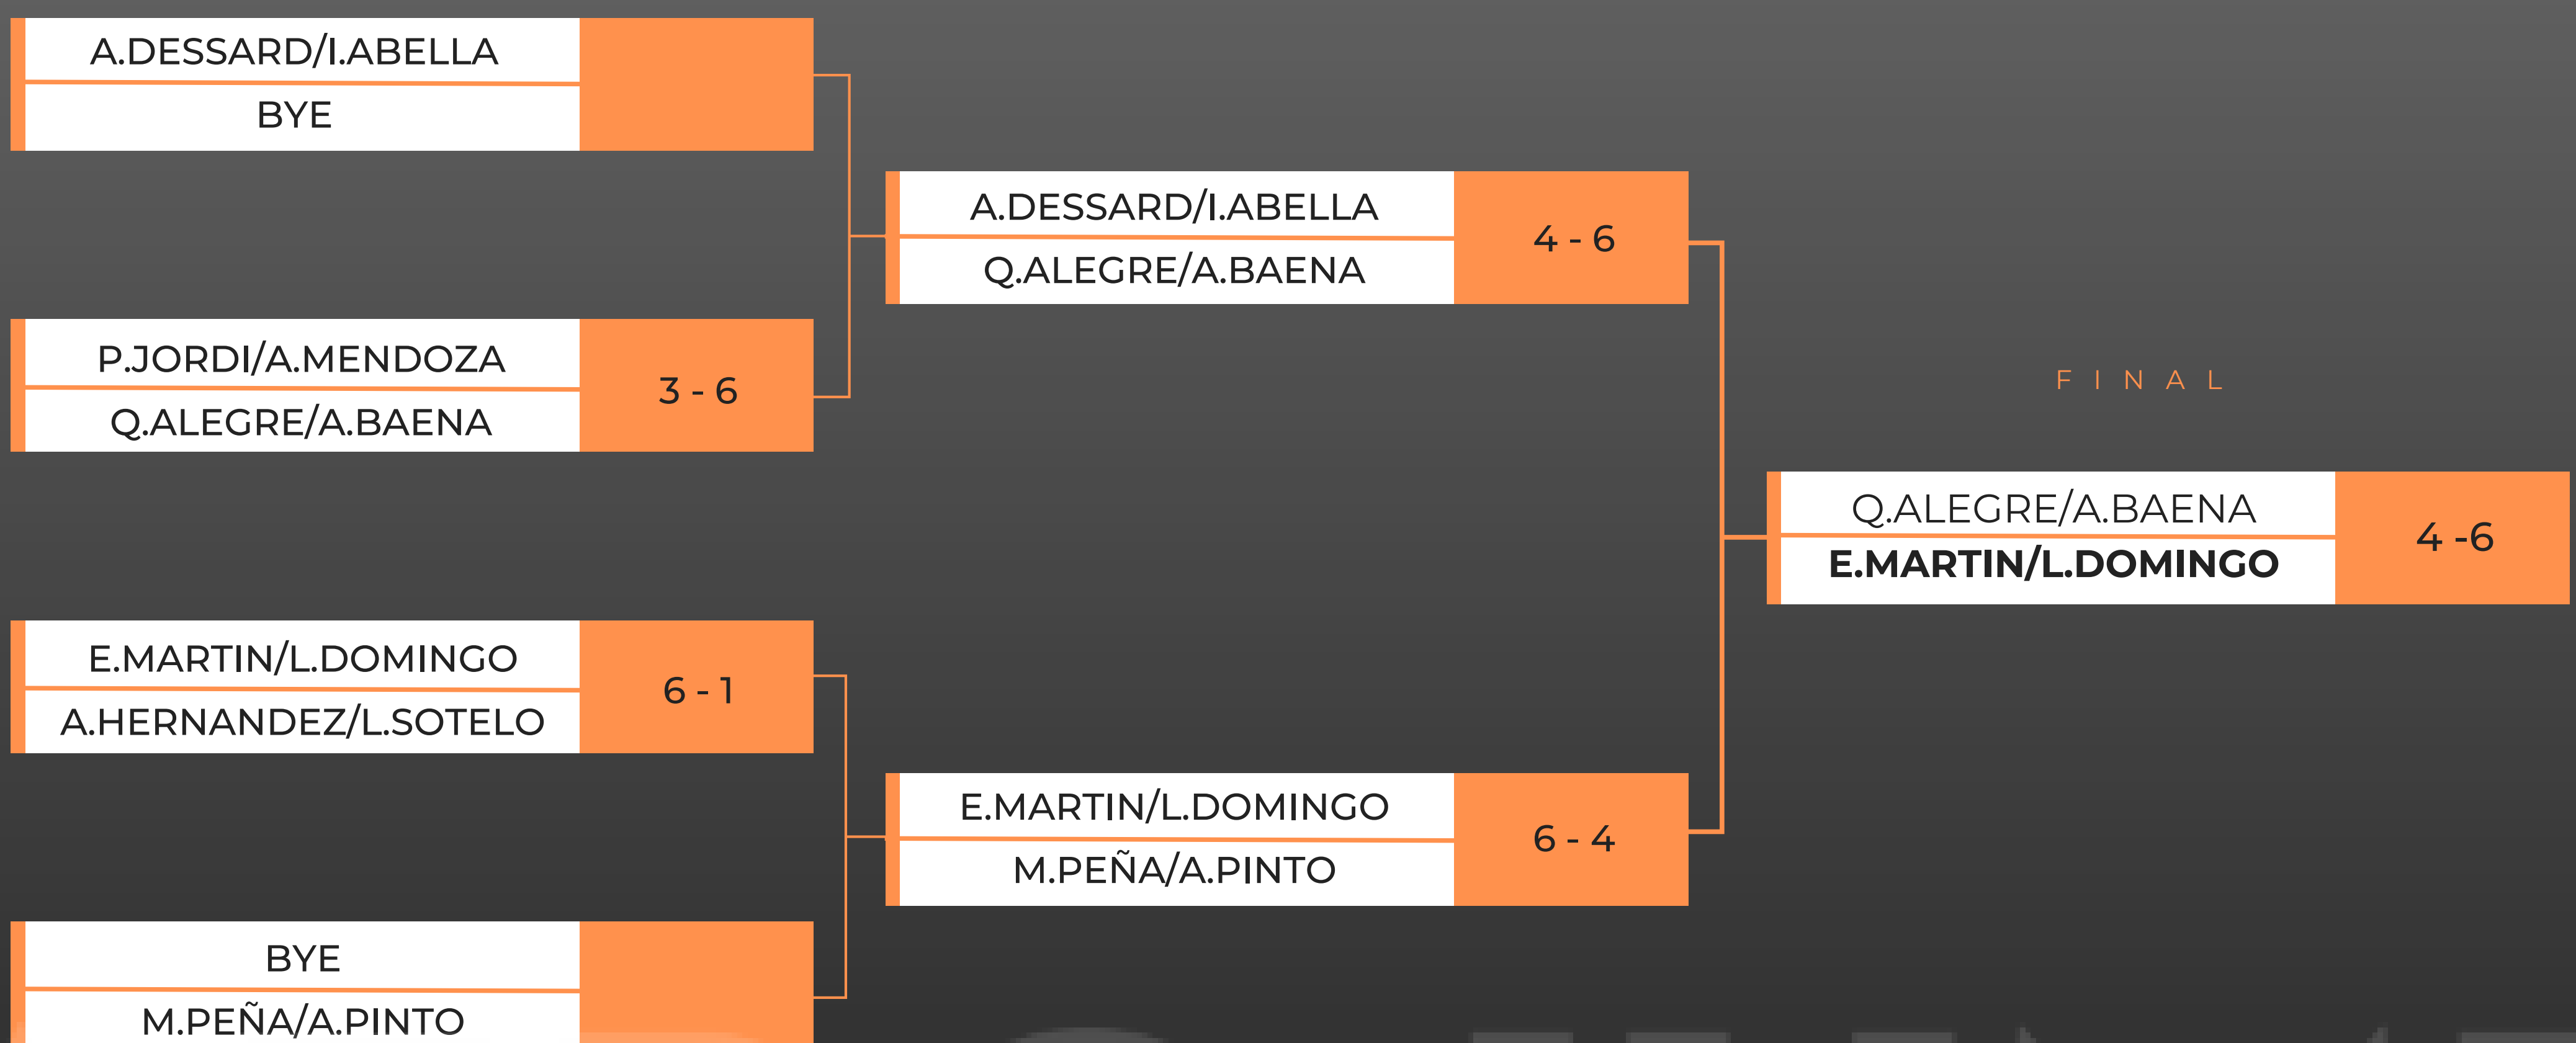 A.DESSARD/I.ABELLA
BYE
P.JORDI/A.MENDOZA
Q.ALEGRE/A.BAENA
3 - 6
E.MARTIN/L.DOMINGO
A.HERNANDEZ/L.SOTELO
6 - 1
BYE
M.PEÑA/A.PINTO
A.DESSARD/I.ABELLA
Q.ALEGRE/A.BAENA
4 - 6
E.MARTIN/L.DOMINGO
M.PEÑA/A.PINTO
6 - 4
FINAL
Q.ALEGRE/A.BAENA
E.MARTIN/L.DOMINGO
4 -6